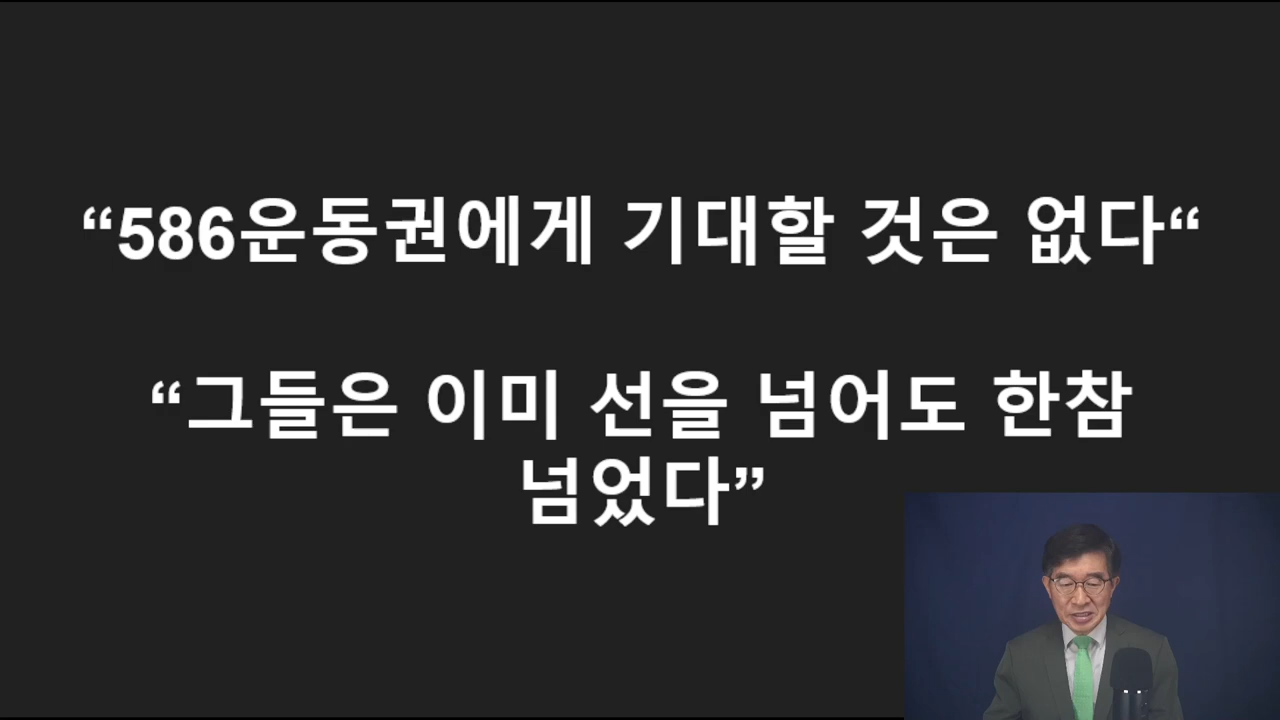 “586운동권에게 기대할 것은 없다“
“그들은 이미 선을 넘어도 한참
넘었다”